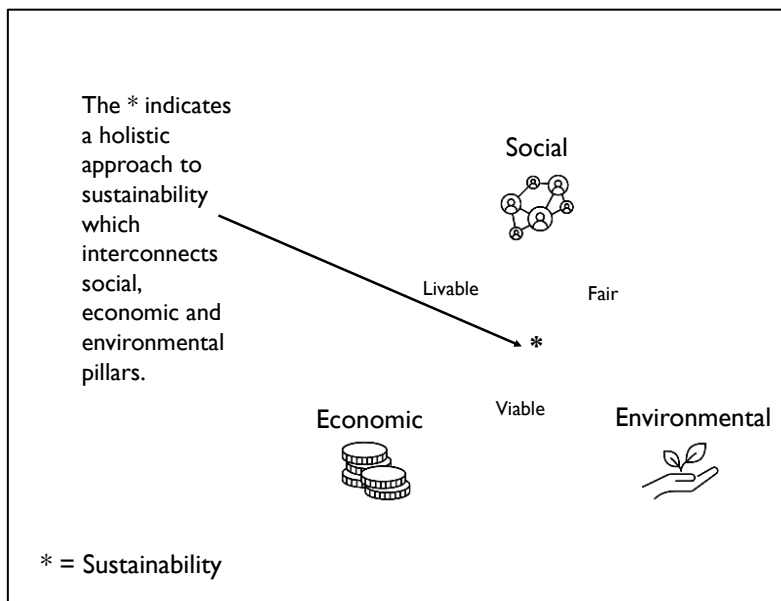 The * indicates
a holistic
approach to
sustainability
which
interconnects
social,
economic and
environmental
pillars.
Social
Livable
Fair
*
Viable
Economic
Environmental
* = Sustainability